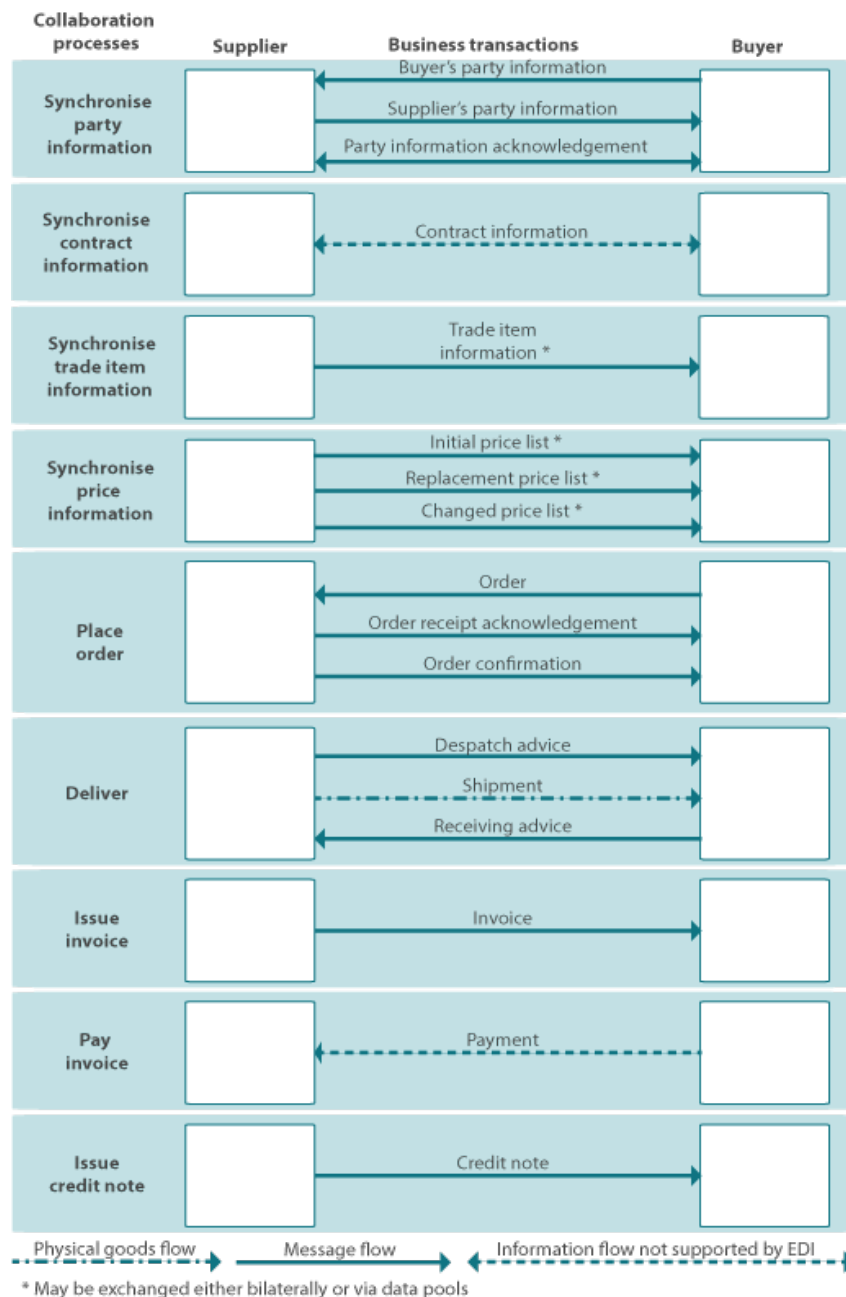 Collaboration
processes
Supplier
Business transactions
Buyer
Synchronise
party
information
Buyer's party information
Supplier's party information
Party information acknowledgement
Synchronise
contract
information
Contract information
Synchronise
trade item
information
Trade item
information *
Synchronise
price
information
Initial price list *
Replacement price list *
Changed price list *
Place
order
Order
Order receipt acknowledgement
Order confirmation
Deliver
Despatch advice
Shipment
Receiving advice
Issue
invoice
Invoice
Pay
invoice
Payment
Issue
credit note
Credit note
Physical goods flow
Message flow
Information flow not supported by EDI
* May be exchanged either bilaterally or via data pools